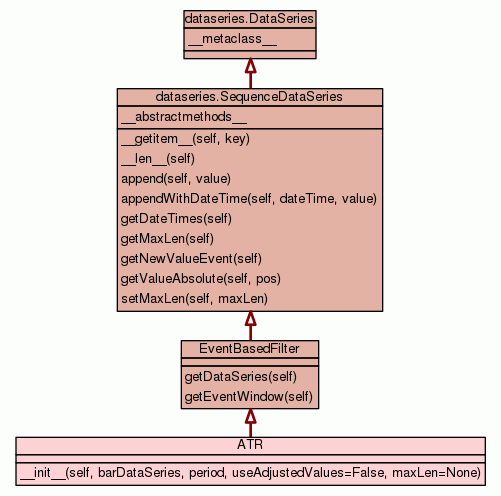 dataseries.DataSeries
__metaclass__
dataseries.SequenceDataSeries
__abstractmethods__
__getitem__(self, key)
__len__(self)
append(self, value)
appendWithDateTime(self, dateTime, value)
getDateTimes(self)
getMaxLen(self)
getNewValueEvent(self)
getValueAbsolute(self, pos)
setMaxLen(self, maxLen)
EventBasedFilter
getDataSeries(self)
getEventWindow(self)
ATR
__init__(self, barDataSeries, period, useAdjustedValues=False, maxLen=None)